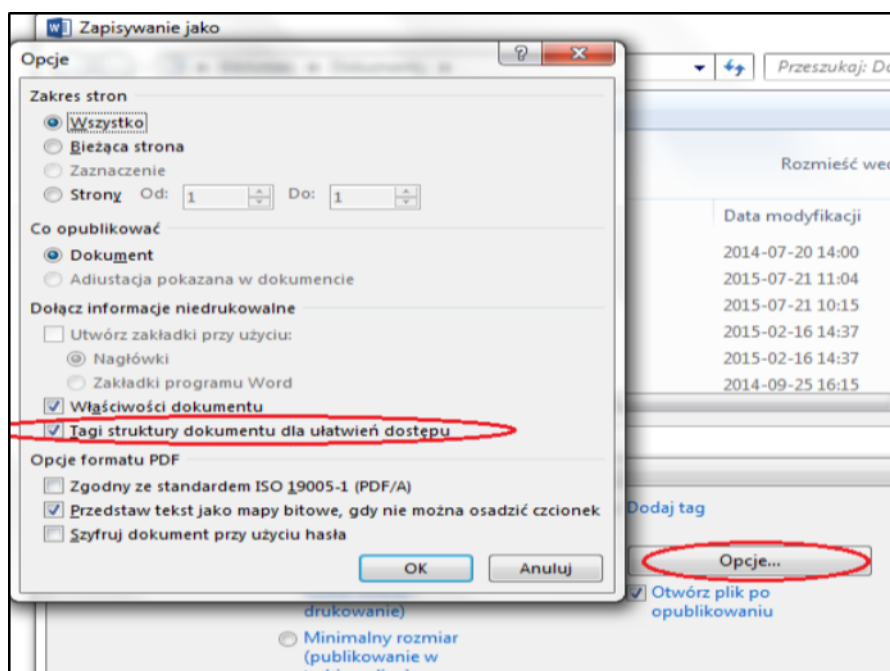 Zapisywanie jako
Opcje
Przeszukaj: Do
Zakres stron
Wszystko
Bieżąca strona
Zaznaczenie
Strony Od: 1 Do: 1
Co opublikować
Dokument
Adiustacja pokazana w dokumencie
Dołącz informacje niedrukowalne
Utwórz zakładki przy użyciu:
Nagłówki
Zakładki programu Word
Właściwości dokumentu
Tagi struktury dokumentu dla ułatwień dostępu
Opcje formatu PDF
Zgodny ze standardem ISO 19005-1 (PDF/A)
Przedstaw tekst jako mapy bitowe, gdy nie można osadzić czcionek
Szyfruj dokument przy użyciu hasła
OK Anuluj
Rozmieść wed
Data modyfikacji
2014-07-20 14:00
2015-07-21 11:04
2015-07-21 10:15
2015-02-16 14:37
2015-02-16 14:37
2014-09-25 16:15
Dodaj tag
Opcje...
Otwórz plik po
opublikowaniu
drukowanie)
Minimalny rozmiar
(publikowanie w